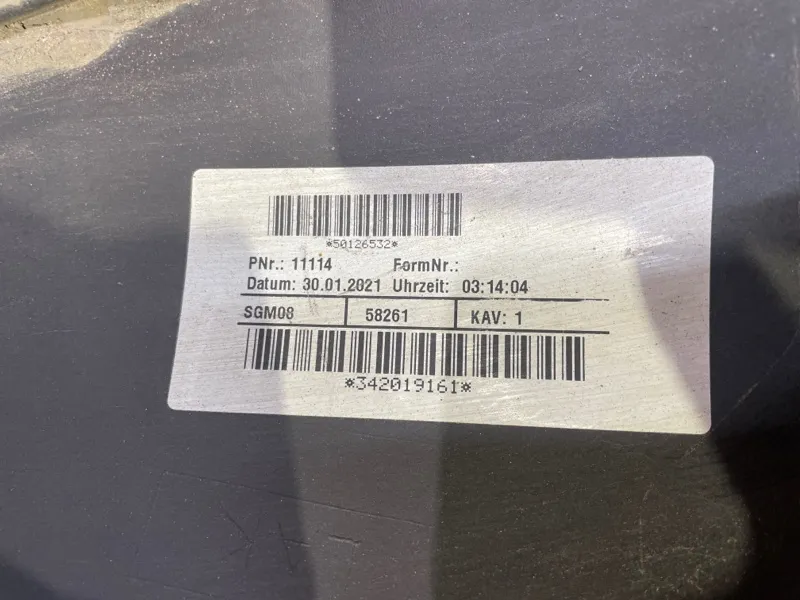 *50126532*
PNr.: 11114 FormNr.:
Datum: 30.01.2021 Uhrzeit: 03:14:04
SGM08 58261 KAV: 1
*342019161*